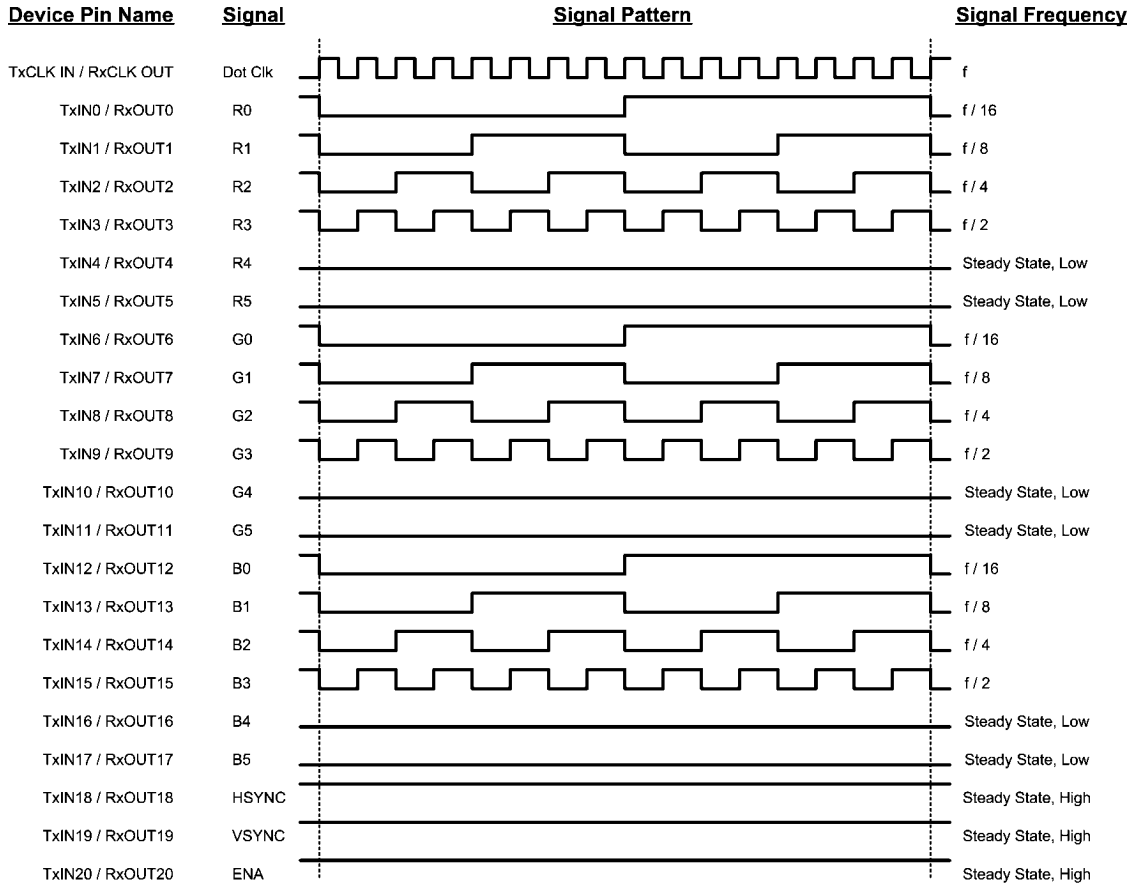 Device Pin Name Signal Signal Pattern Signal Frequency
TxCLK IN / RxCLK OUT Dot Clk f
TxIN0 / RxOUT0 R0 f / 16
TxIN1 / RxOUT1 R1 f / 8
TxIN2 / RxOUT2 R2 f / 4
TxIN3 / RxOUT3 R3 f / 2
TxIN4 / RxOUT4 R4 Steady State, Low
TxIN5 / RxOUT5 R5 Steady State, Low
TxIN6 / RxOUT6 G0 f / 16
TxIN7 / RxOUT7 G1 f / 8
TxIN8 / RxOUT8 G2 f / 4
TxIN9 / RxOUT9 G3 f / 2
TxIN10 / RxOUT10 G4 Steady State, Low
TxIN11 / RxOUT11 G5 Steady State, Low
TxIN12 / RxOUT12 B0 f / 16
TxIN13 / RxOUT13 B1 f / 8
TxIN14 / RxOUT14 B2 f / 4
TxIN15 / RxOUT15 B3 f / 2
TxIN16 / RxOUT16 B4 Steady State, Low
TxIN17 / RxOUT17 B5 Steady State, Low
TxIN18 / RxOUT18 HSYNC Steady State, High
TxIN19 / RxOUT19 VSYNC Steady State, High
TxIN20 / RxOUT20 ENA Steady State, High